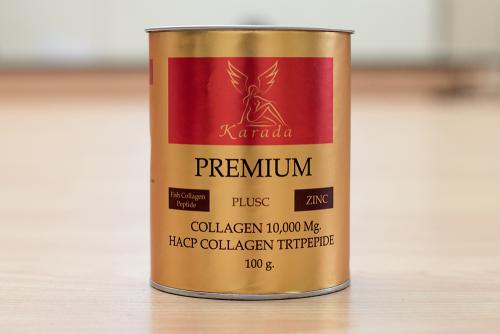 Karada
PREMIUM
Fish Collagen
Peptide
PLUSC
ZINC
COLLAGEN 10,000 Mg.
HACP COLLAGEN TRTPEPIDE
100 g.